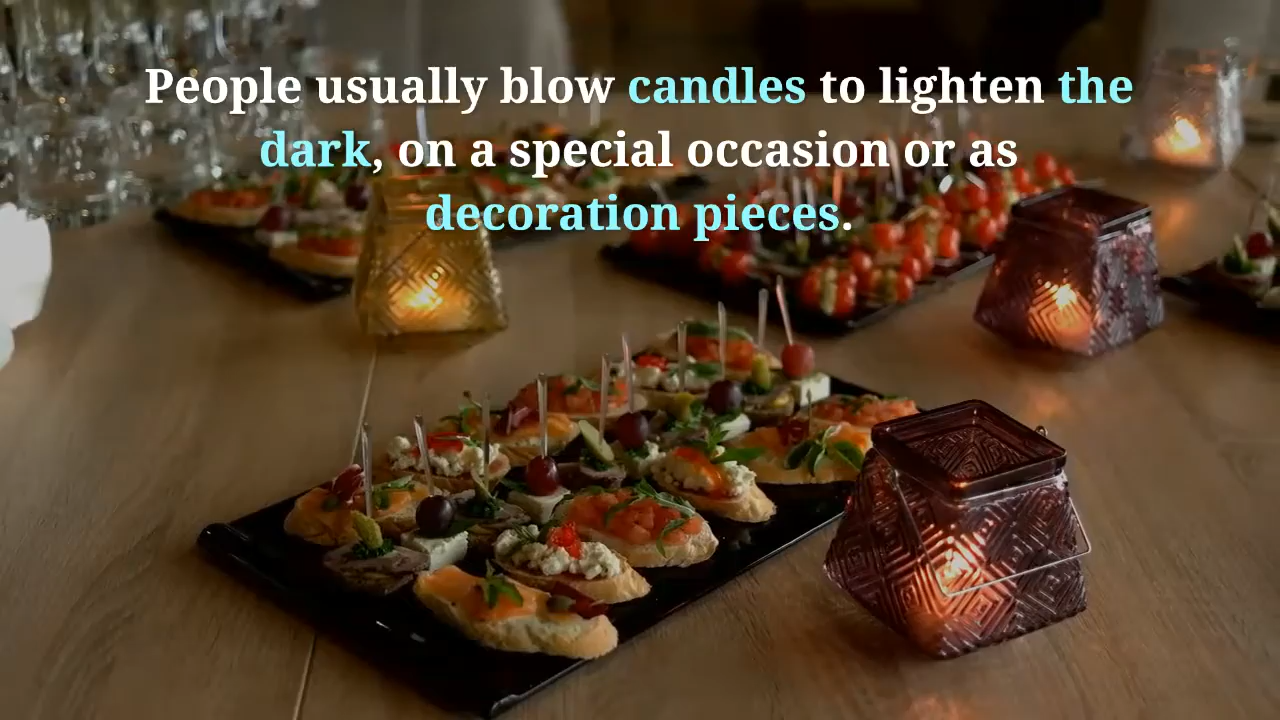 People usually blow candles to lighten the
dark, on a special occasion or as
decoration pieces.